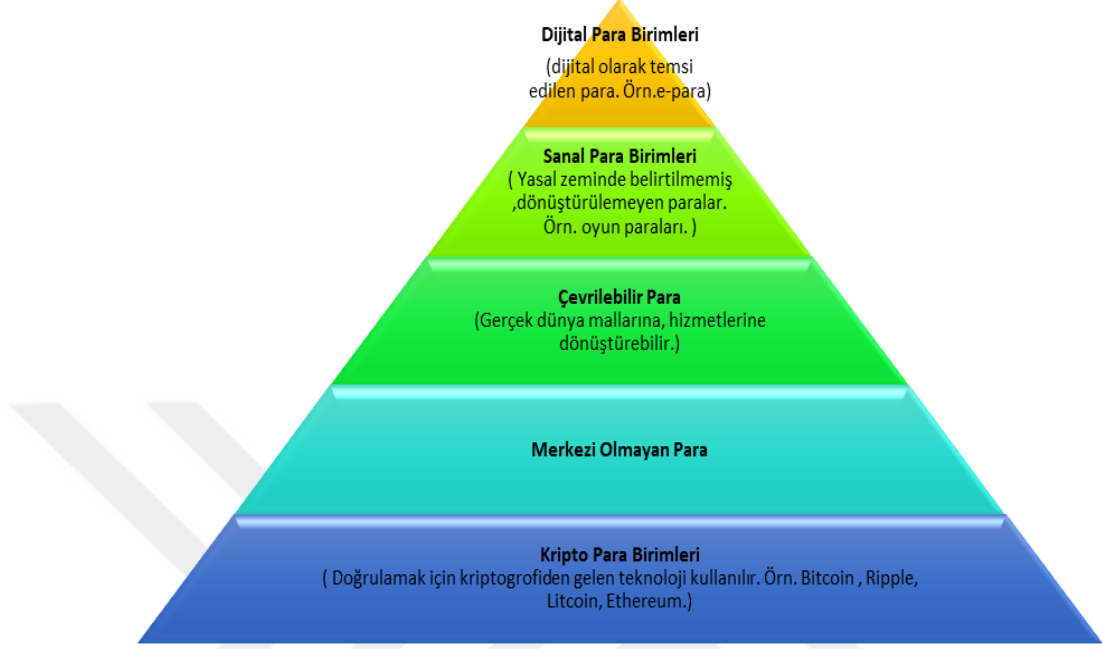 Dijital Para Birimleri
(dijital olarak temsi
edilen para. Örn.e-para)
Sanal Para Birimleri
( Yasal zeminde belirtilmemiş
,dönüştürülemeyen paralar.
Örn. oyun paraları. )
Çevrilebilir Para
(Gerçek dünya mallarına, hizmetlerine
dönüştürebilir.)
Merkezi Olmayan Para
Kripto Para Birimleri
( Doğrulamak için kriptogrofiden gelen teknoloji kullanılır. Örn. Bitcoin , Ripple,
Litcoin, Ethereum.)